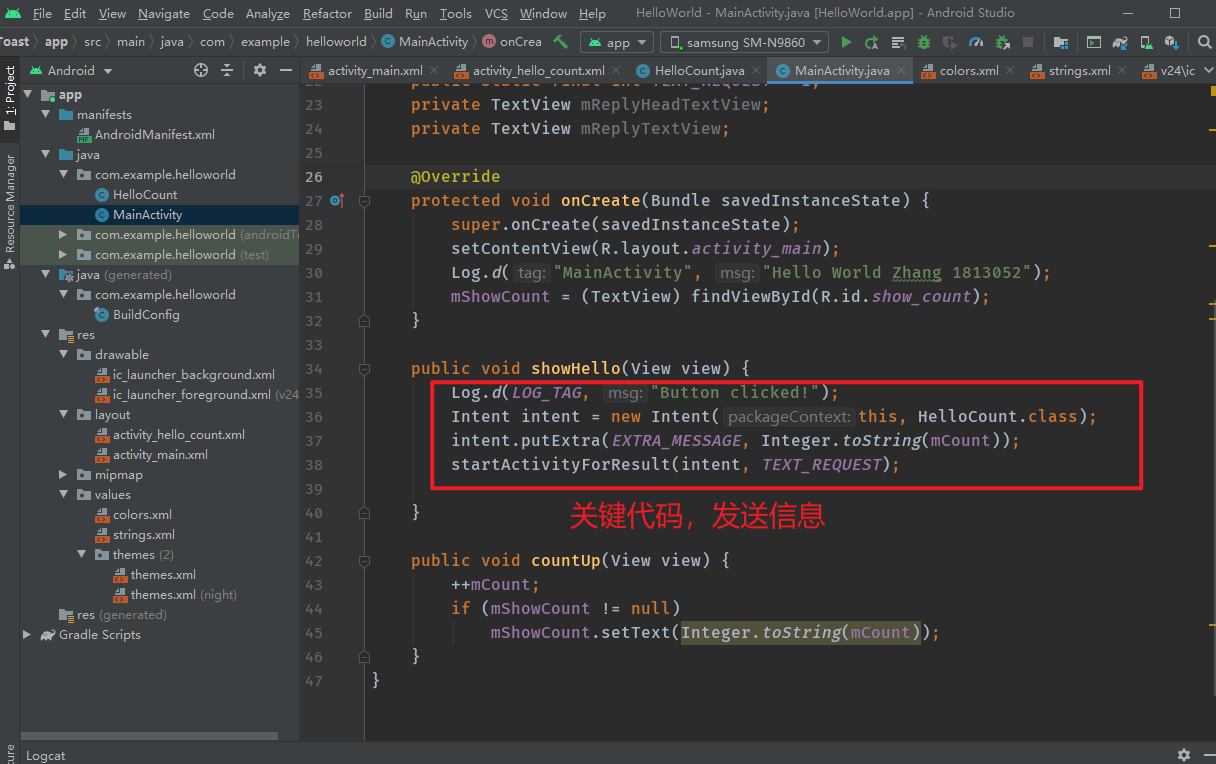 File Edit View Navigate Code Analyze Refactor Build Run Tools VCS Window Help HelloWorld - MainActivity.java [HelloWorld.app] - Android Studio
Toast app src main java com example helloworld MainActivity onCrea app samsung SM-N9860
Android activity_main.xml activity_hello_count.xml HelloCount.java MainActivity.java colors.xml strings.xml v24\ic
1: Project
Resource Manager
app
manifests
AndroidManifest.xml
java
com.example.helloworld
HelloCount
MainActivity
com.example.helloworld (androidTe
com.example.helloworld (test)
java (generated)
com.example.helloworld
BuildConfig
res
drawable
ic_launcher_background.xml
ic_launcher_foreground.xml (v24
layout
activity_hello_count.xml
activity_main.xml
mipmap
values
colors.xml
strings.xml
themes (2)
themes.xml
themes.xml (night)
res (generated)
Gradle Scripts
23 private TextView mReplyHeadTextView;
24 private TextView mReplyTextView;
25
26 @Override
27 protected void onCreate(Bundle savedInstanceState) {
28 super.onCreate(savedInstanceState);
29 setContentView(R.layout.activity_main);
30 Log.d( tag: "MainActivity", msg: "Hello World Zhang 1813052");
31 mShowCount = (TextView) findViewById(R.id.show_count);
32 }
33
34 public void showHello(View view) {
35 Log.d(LOG_TAG, msg: "Button clicked!");
36 Intent intent = new Intent( packageContext: this, HelloCount.class);
37 intent.putExtra(EXTRA_MESSAGE, Integer.toString(mCount));
38 startActivityForResult(intent, TEXT_REQUEST);
39
40 }
关键代码，发送信息
41
42 public void countUp(View view) {
43 ++mCount;
44 if (mShowCount != null)
45 mShowCount.setText(Integer.toString(mCount));
46 }
47 }
Logcat